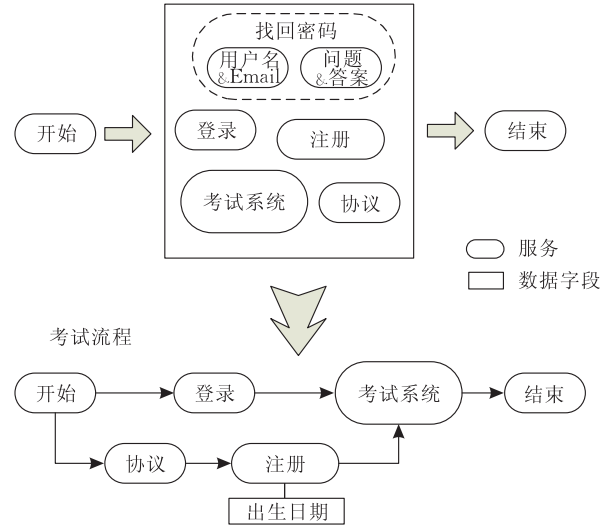 找回密码
用户名
&Email
问题
&答案
开始
登录
注册
结束
考试系统
协议
服务
数据字段
考试流程
开始
登录
考试系统
结束
协议
注册
出生日期